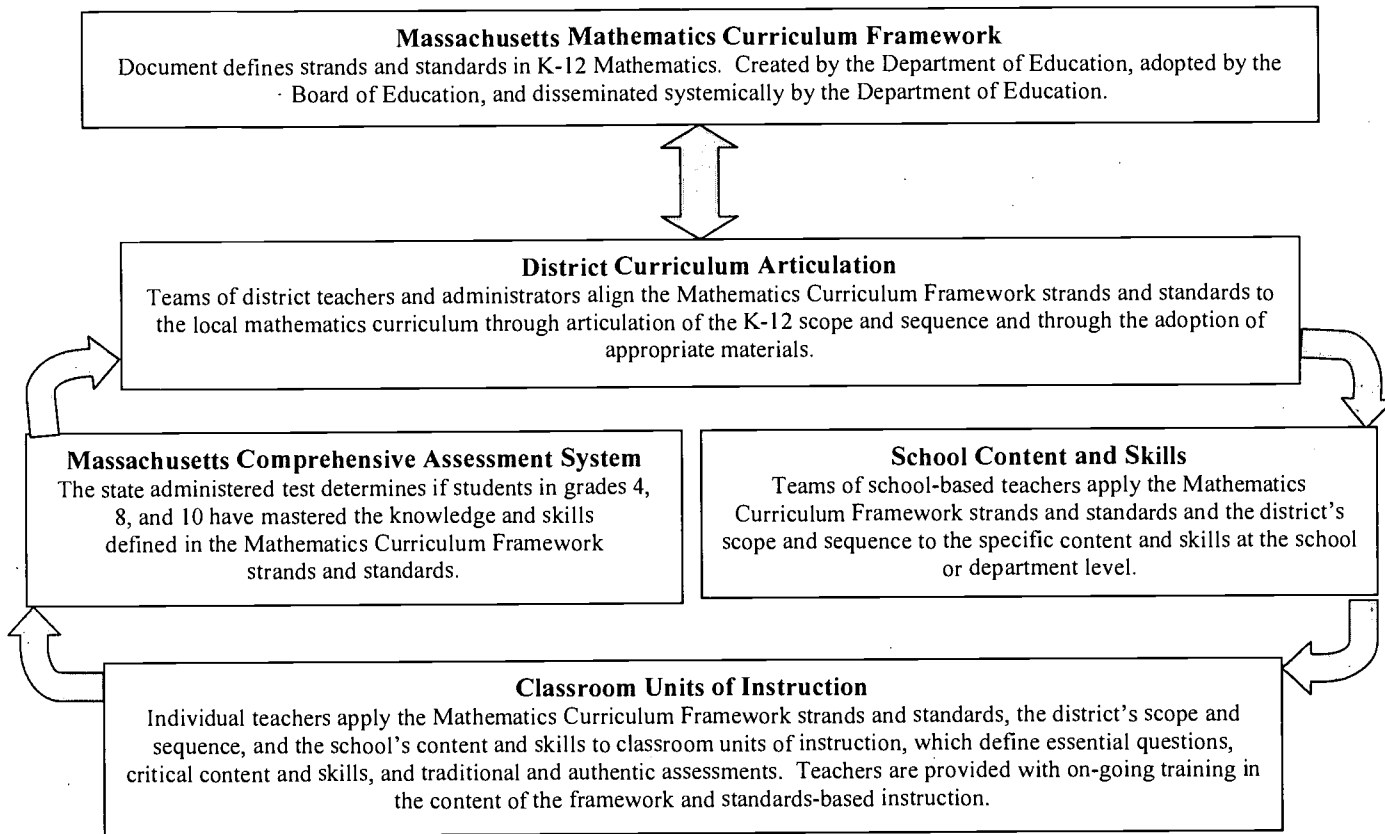 Massachusetts Mathematics Curriculum Framework
Document defines strands and standards in K-12 Mathematics. Created by the Department of Education, adopted by the
Board of Education, and disseminated systemically by the Department of Education.
District Curriculum Articulation
Teams of district teachers and administrators align the Mathematics Curriculum Framework strands and standards to
the local mathematics curriculum through articulation of the K-12 scope and sequence and through the adoption of
appropriate materials.
Massachusetts Comprehensive Assessment System
The state administered test determines if students in grades 4,
8, and 10 have mastered the knowledge and skills
defined in the Mathematics Curriculum Framework
strands and standards.
School Content and Skills
Teams of school-based teachers apply the Mathematics
Curriculum Framework strands and standards and the district's
scope and sequence to the specific content and skills at the school
or department level.
Classroom Units of Instruction
Individual teachers apply the Mathematics Curriculum Framework strands and standards, the district's scope and
sequence, and the school's content and skills to classroom units of instruction, which define essential questions,
critical content and skills, and traditional and authentic assessments. Teachers are provided with on-going training in
the content of the framework and standards-based instruction.